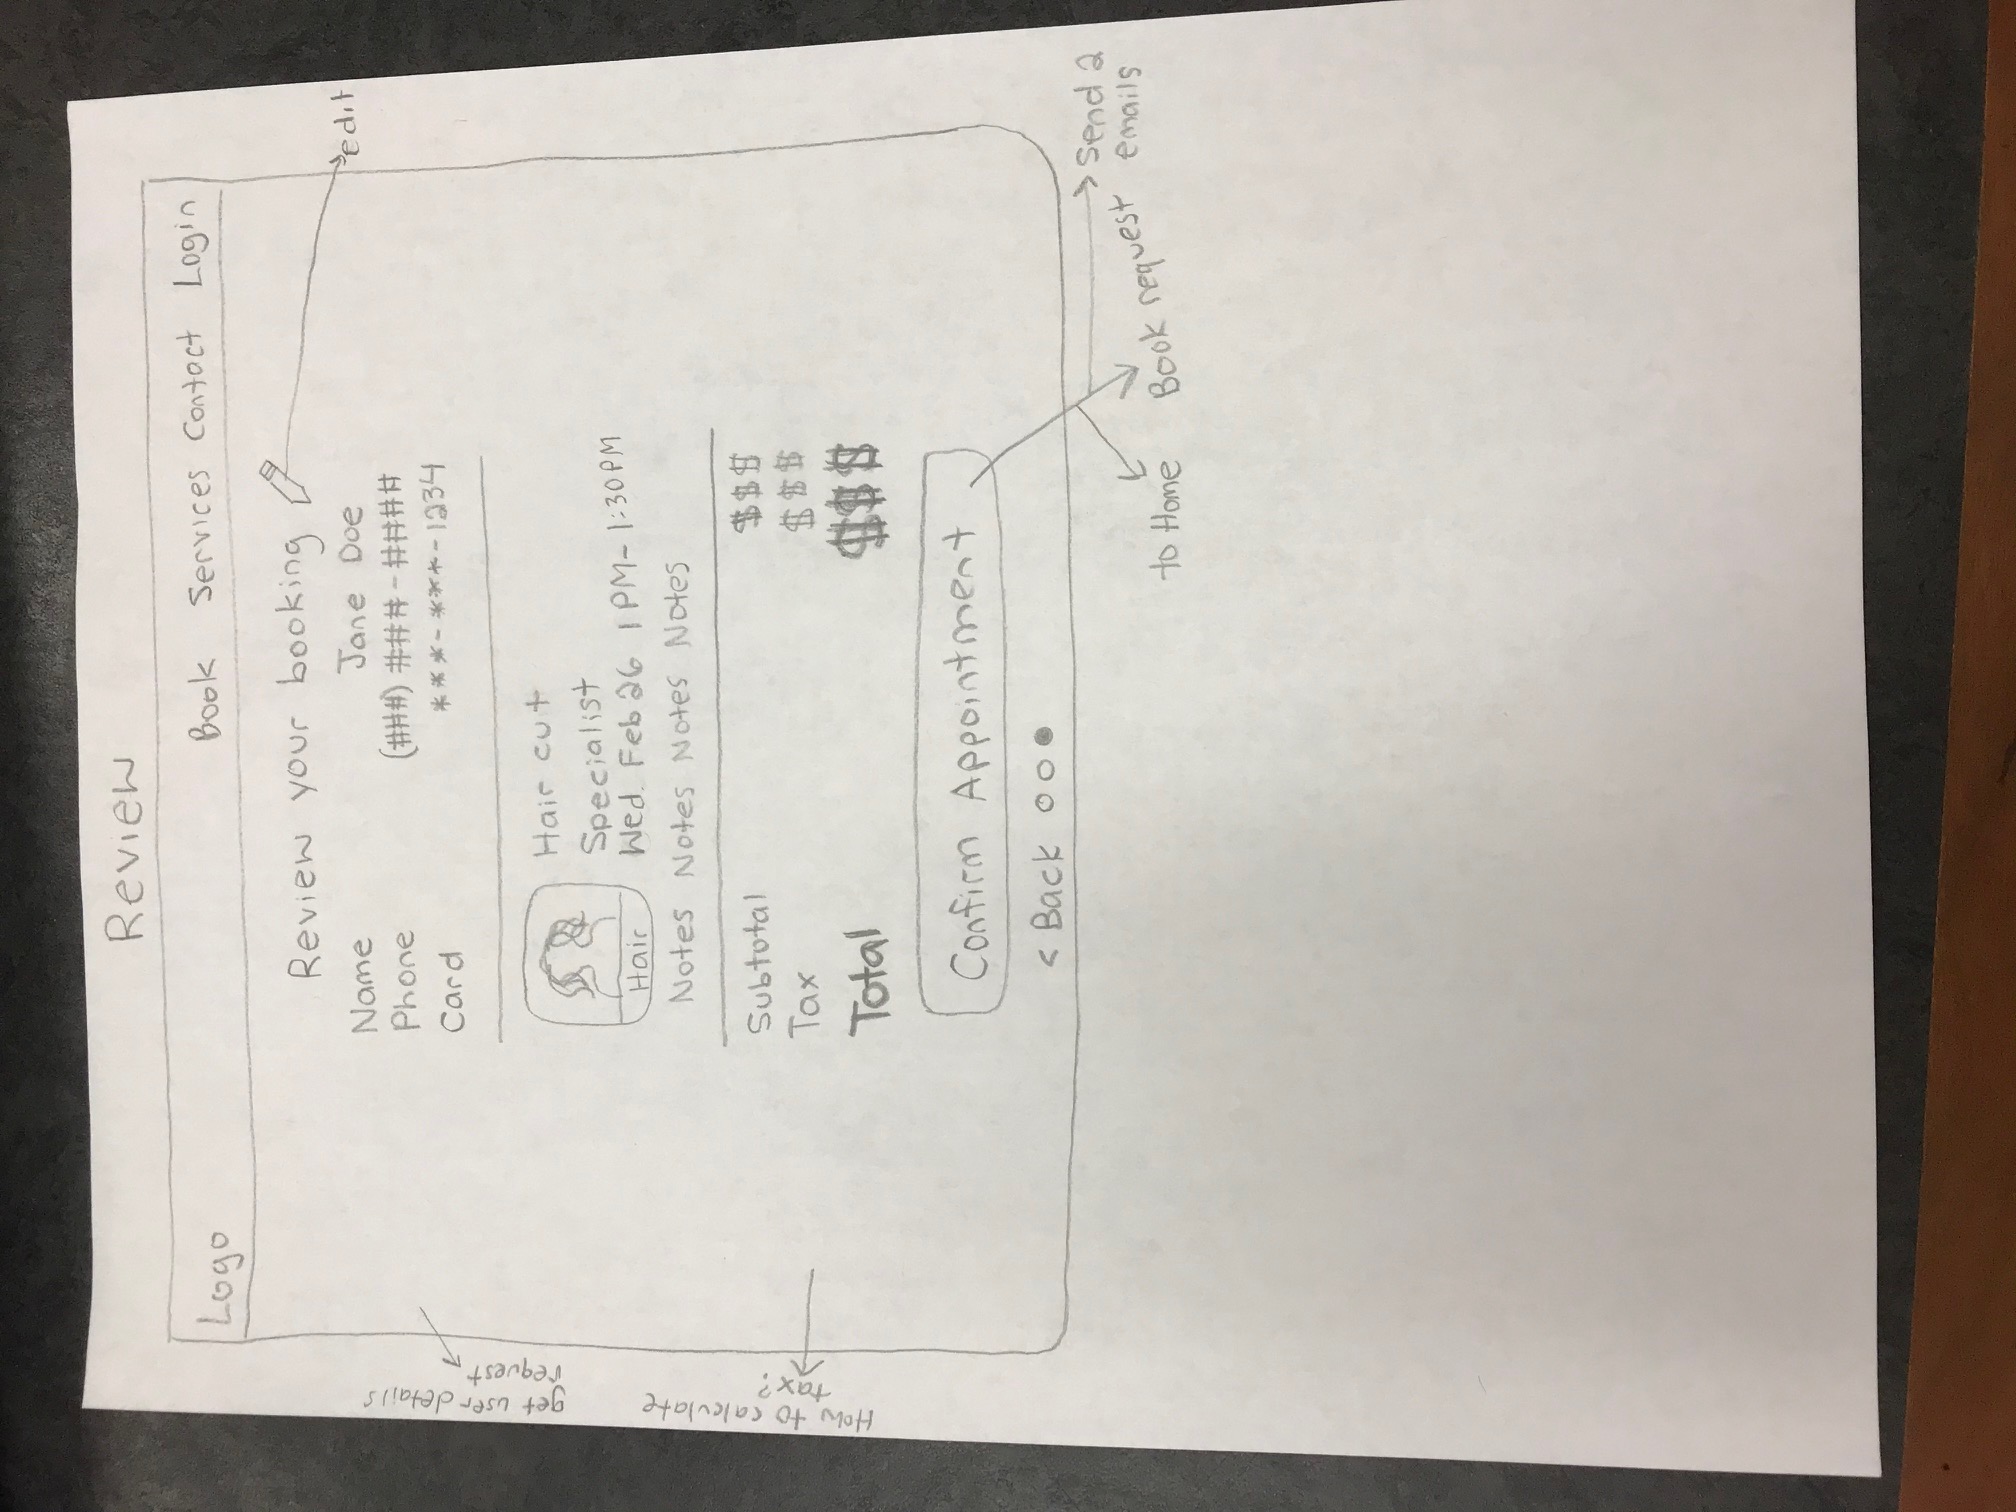 Review
Logo Book Services Contact Login
Review your booking
edit
Name Jane Doe
Phone (###) ###-####
Card ***-***-1234
get user details
request
Hair cut
Specialist
Wed. Feb 26 1 PM- 1:30PM
Hair
Notes Notes Notes Notes
How to calculate
tax?
Subtotal $$$
Tax $$$
Total $$$
Confirm Appointment
< Back
to Home
Book request
Send 2
emails